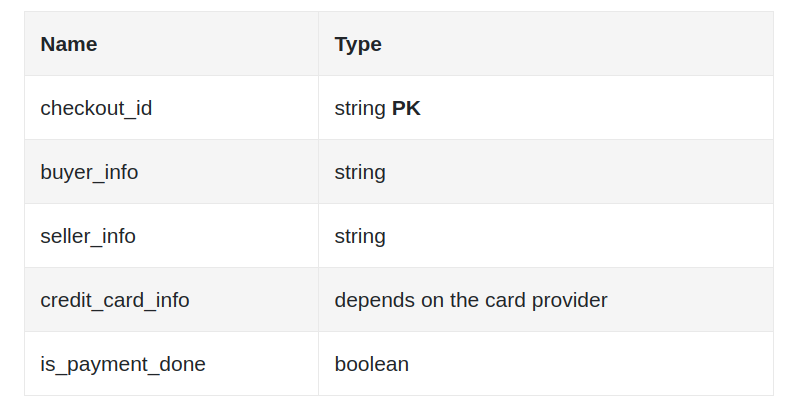 Name Type
checkout_id string PK
buyer_info string
seller_info string
credit_card_info depends on the card provider
is_payment_done boolean